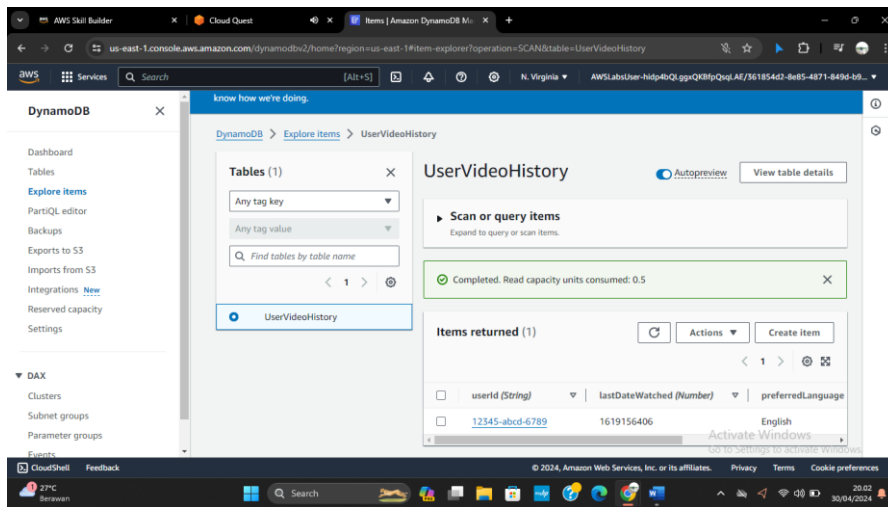 AWS Skill Builder
Cloud Quest
Items | Amazon DynamoDB Ma
us-east-1.console.aws.amazon.com/dynamodbv2/home?region=us-east-1#item-explorer?operation=SCAN&table=UserVideoHistory
aws
Services
Search
[Alt+S]
N. Virginia
know how we're doing.
DynamoDB
Dashboard
Tables
Explore items
PartiQL editor
Backups
Exports to S3
Imports from S3
Integrations New
Reserved capacity
Settings
DAX
Clusters
Subnet groups
Parameter groups
Events
DynamoDB > Explore items > UserVideoHistory
Tables (1)
Any tag key
Any tag value
Find tables by table name
1
UserVideoHistory
UserVideoHistory
Autopreview
View table details
Scan or query items
Expand to query or scan items.
Completed. Read capacity units consumed: 0.5
Items returned (1)
Actions
Create item
1
userId (String)
lastDateWatched (Number)
preferredLanguage
12345-abcd-6789
1619156406
English
Activate Windows
Go to Settings to activate Windows.
CloudShell
Feedback
© 2024, Amazon Web Services, Inc. or its affiliates.
Privacy
Terms
Cookie preferences
1
27°C
Berawan
Search
20.02
30/04/2024